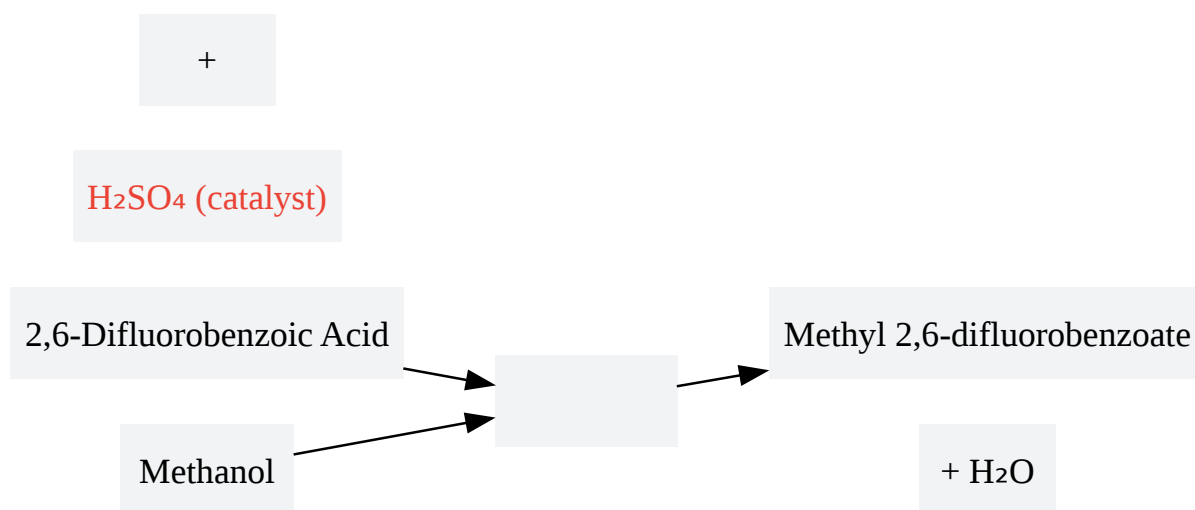 +
H₂SO₄ (catalyst)
2,6-Difluorobenzoic Acid
Methyl 2,6-difluorobenzoate
Methanol
+ H₂O